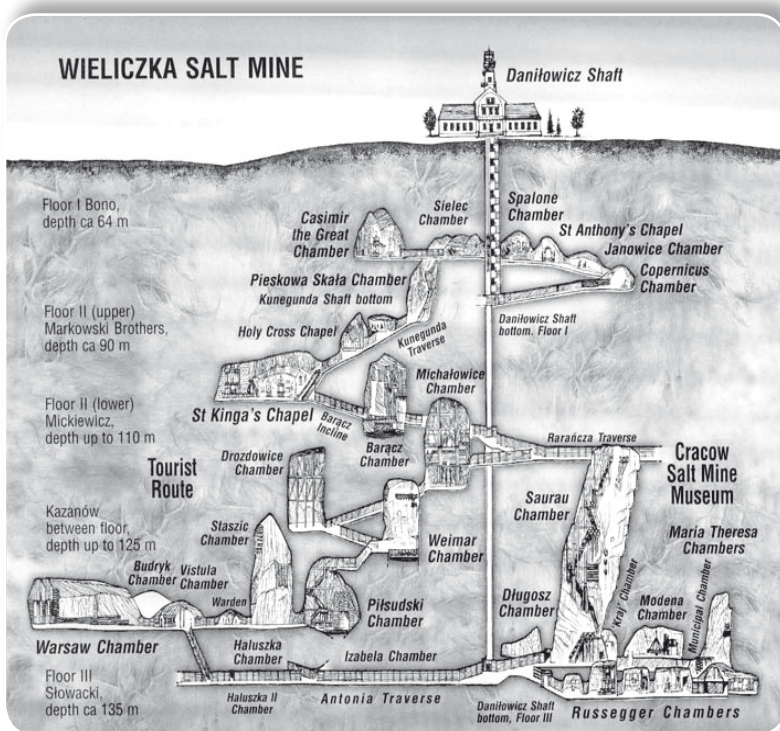 WIELICZKA SALT MINE
Daniłowicz Shaft
Floor I Bono,
depth ca 64 m
Casimir
the Great
Chamber
Sielec
Chamber
Spalone
Chamber
St Anthony's Chapel
Janowice Chamber
Copernicus
Chamber
Pieskowa Skała Chamber
Kunegunda Shaft bottom
Floor II (upper)
Markowski Brothers,
depth ca 90 m
Holy Cross Chapel
Kunegunda
Traverse
Daniłowicz Shaft
bottom, Floor I
Michałowice
Chamber
Floor II (lower)
Mickiewicz,
depth up to 110 m
St Kinga's Chapel
Barącz
Incline
Barącz
Chamber
Rarańcza Traverse
Drozdowice
Chamber
Tourist
Route
Cracow
Salt Mine
Museum
Saurau
Chamber
Kazanów
between floor,
depth up to 125 m
Staszic
Chamber
Weimar
Chamber
Maria Theresa
Chambers
Budryk
Chamber
Vistula
Chamber
Warden
Piłsudski
Chamber
Długosz
Chamber
'Kraj' Chamber
Modena
Chamber
Municipal Chamber
Warsaw Chamber
Haluszka
Chamber
Izabela Chamber
Floor III
Słowacki,
depth ca 135 m
Haluszka II
Chamber
Antonia Traverse
Daniłowicz Shaft
bottom, Floor III
Russegger Chambers